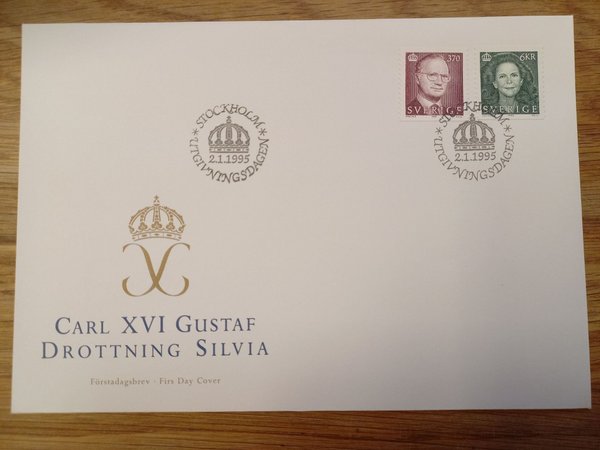 370
SVERIGE
6KR
SVERIGE
STOCKHOLM
2.1.1995
UTGIVNINGSDAGEN
STOCKHOLM
2.1.1995
UTGIVNINGSDAGEN
CARL XVI GUSTAF
DROTTNING SILVIA
Förstadagsbrev · Firs Day Cover